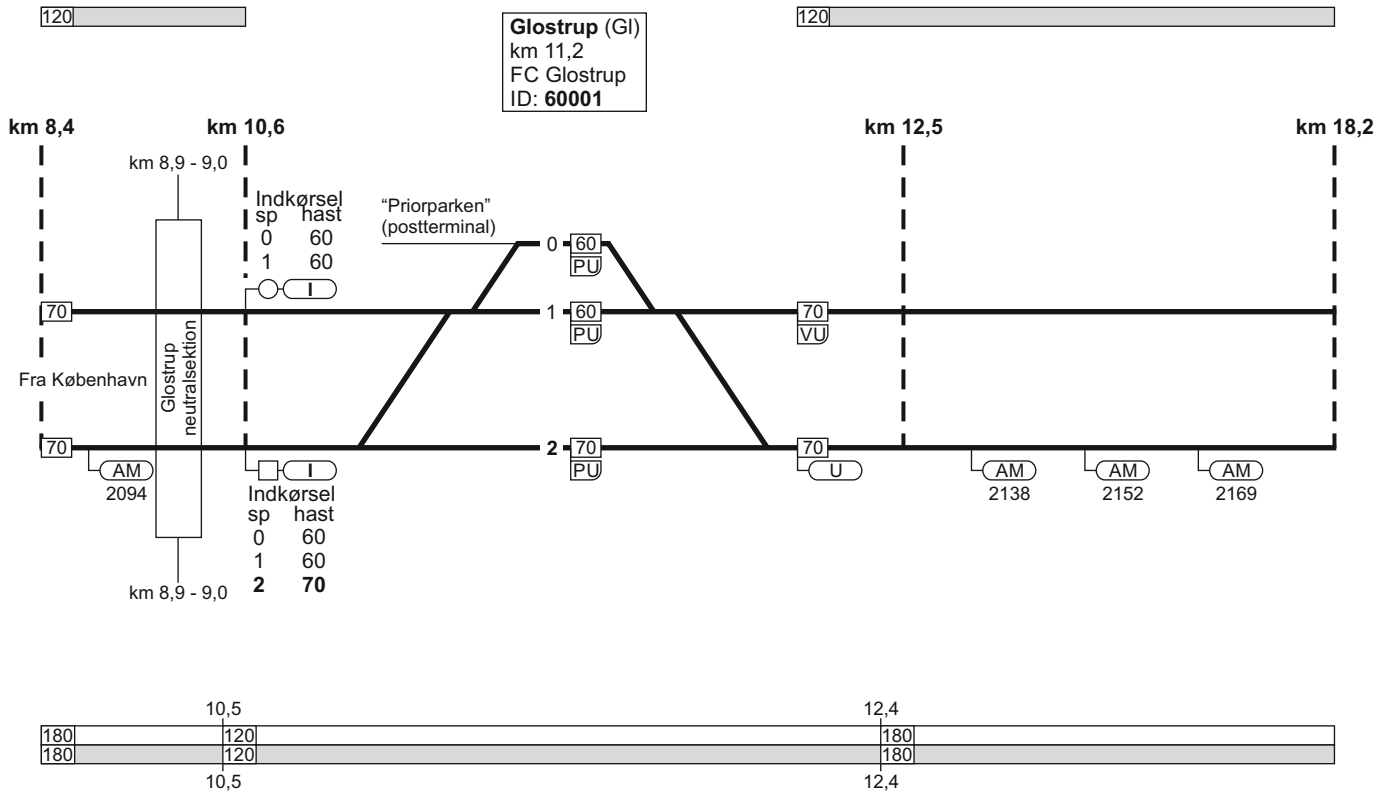 120
120
Glostrup (Gl)
km 11,2
FC Glostrup
ID: 60001
km 8,4
km 10,6
km 12,5
km 18,2
km 8,9 - 9,0
Indkørsel
sp hast
0 60
1 60
I
“Priorparken”
(postterminal)
0 60
PU
70
1 60
PU
70
VU
Fra København
Glostrup
neutralsektion
70
2 70
PU
70
AM
2094
I
U
AM
2138
AM
2152
AM
2169
Indkørsel
sp hast
0 60
1 60
2 70
km 8,9 - 9,0
10,5
12,4
180 120 180
180 120 180
10,5
12,4